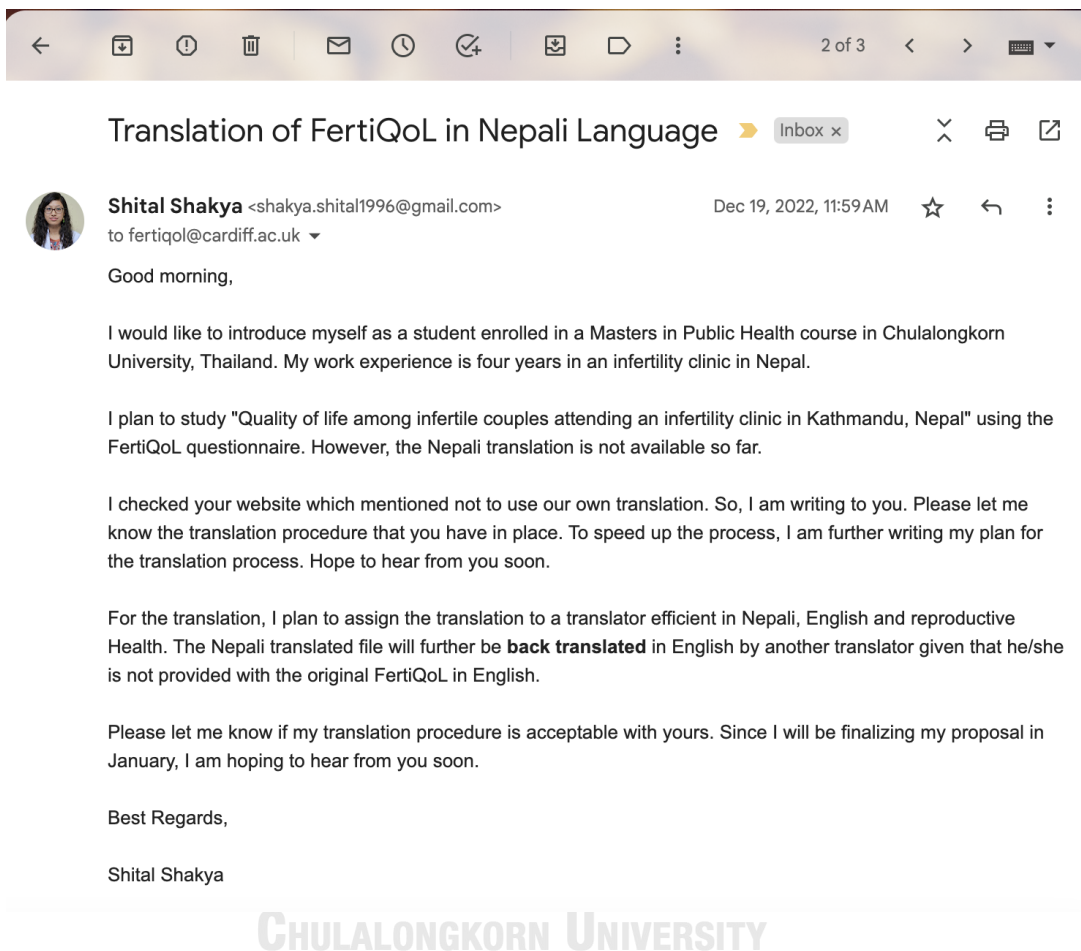 2 of 3
Translation of FertiQoL in Nepali Language
Inbox ×
Shital Shakya <shakya.shital1996@gmail.com>
Dec 19, 2022, 11:59 AM
to fertiqol@cardiff.ac.uk
Good morning,
I would like to introduce myself as a student enrolled in a Masters in Public Health course in Chulalongkorn
University, Thailand. My work experience is four years in an infertility clinic in Nepal.
I plan to study "Quality of life among infertile couples attending an infertility clinic in Kathmandu, Nepal" using the
FertiQoL questionnaire. However, the Nepali translation is not available so far.
I checked your website which mentioned not to use our own translation. So, I am writing to you. Please let me
know the translation procedure that you have in place. To speed up the process, I am further writing my plan for
the translation process. Hope to hear from you soon.
For the translation, I plan to assign the translation to a translator efficient in Nepali, English and reproductive
Health. The Nepali translated file will further be back translated in English by another translator given that he/she
is not provided with the original FertiQoL in English.
Please let me know if my translation procedure is acceptable with yours. Since I will be finalizing my proposal in
January, I am hoping to hear from you soon.
Best Regards,
Shital Shakya
CHULALONGKORN UNIVERSITY